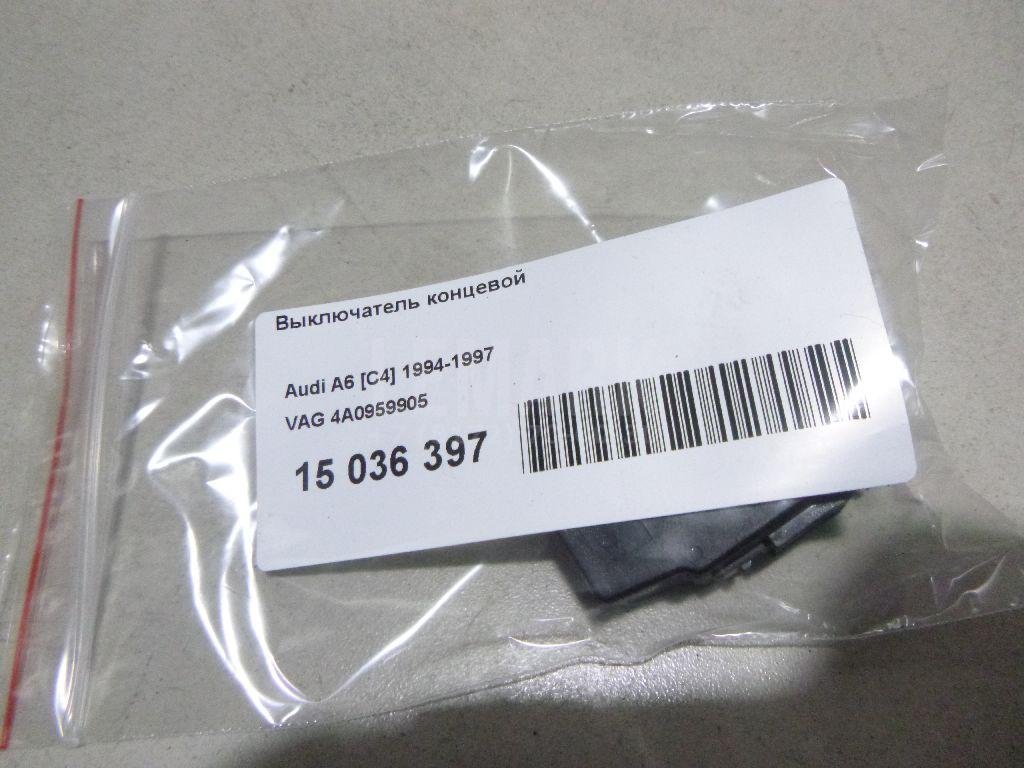 Выключатель концевой
Audi A6 [C4] 1994-1997
VAG 4A0959905
15 036 397